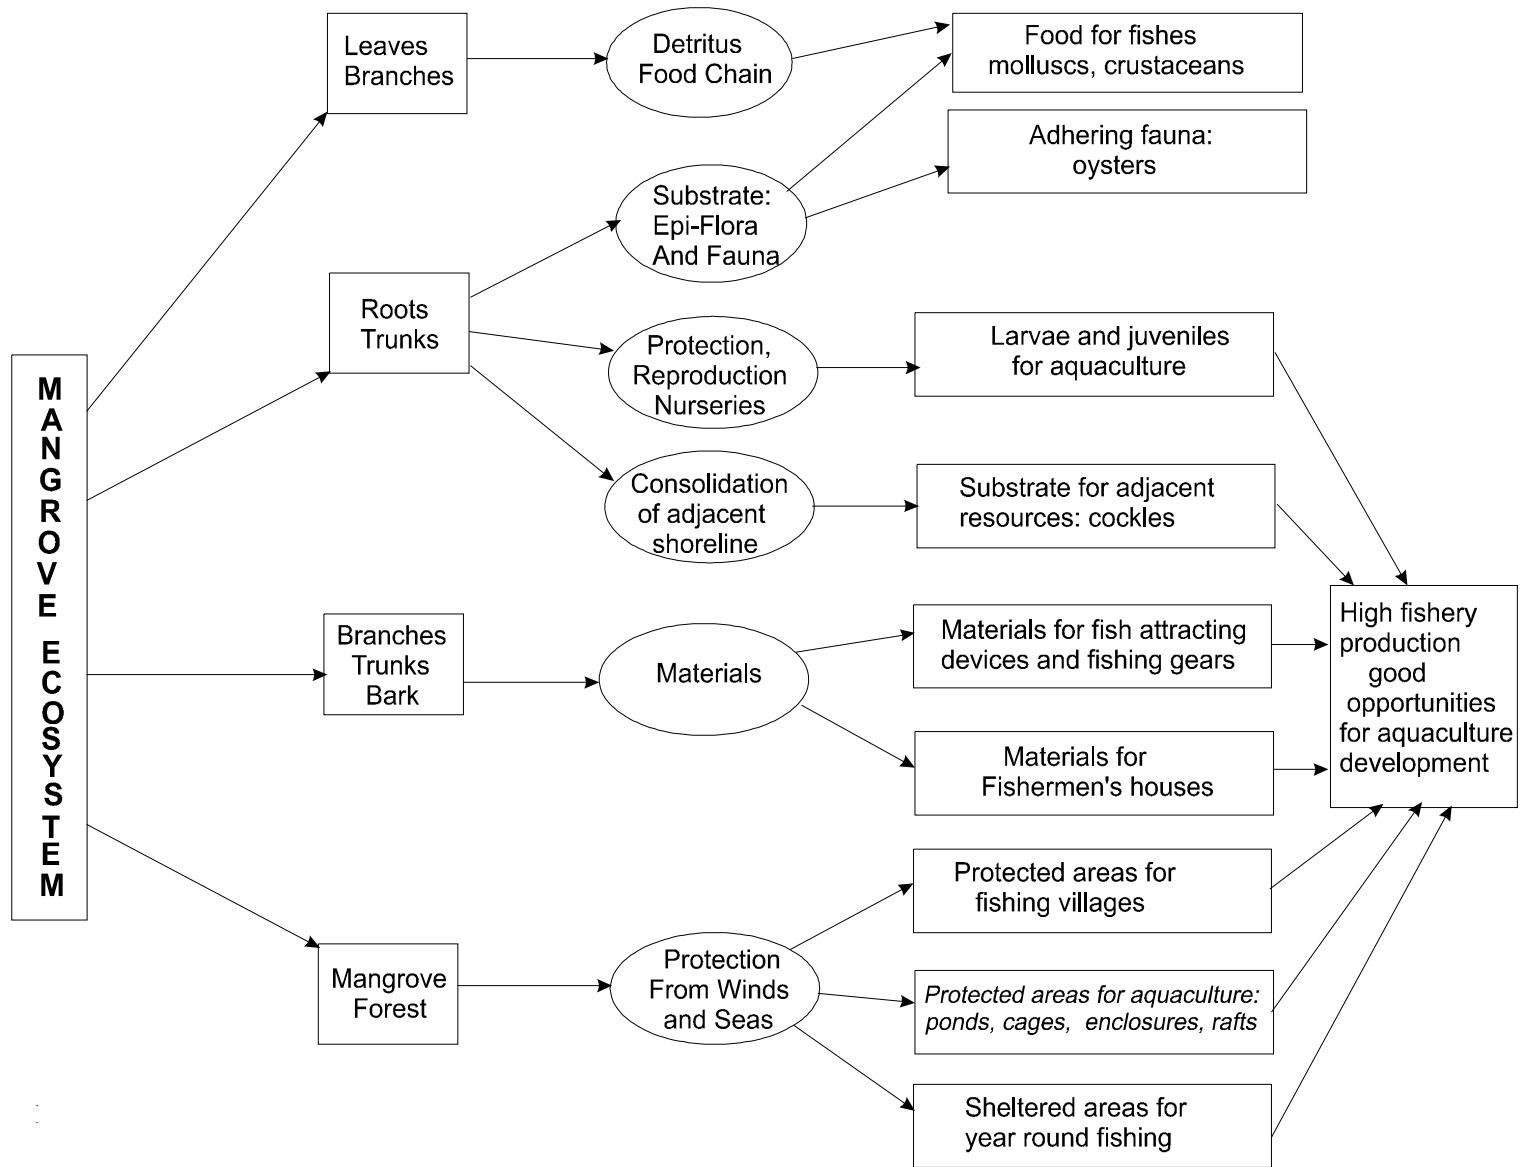 MANGROVE ECOSYSTEM
Leaves
Branches
Detritus
Food Chain
Food for fishes
molluscs, crustaceans
Adhering fauna:
oysters
Substrate:
Epi-Flora
And Fauna
Roots
Trunks
Protection,
Reproduction
Nurseries
Larvae and juveniles
for aquaculture
Consolidation
of adjacent
shoreline
Substrate for adjacent
resources: cockles
Branches
Trunks
Bark
Materials
Materials for fish attracting
devices and fishing gears
Materials for
Fishermen's houses
High fishery
production
good
opportunities
for aquaculture
development
Mangrove
Forest
Protection
From Winds
and Seas
Protected areas for
fishing villages
Protected areas for aquaculture:
ponds, cages, enclosures, rafts
Sheltered areas for
year round fishing